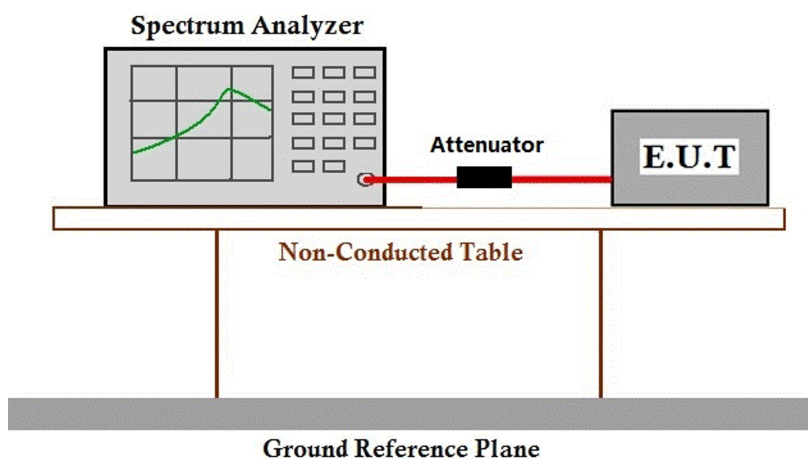 Spectrum Analyzer
Attenuator
E.U.T
Non-Conducted Table
Ground Reference Plane